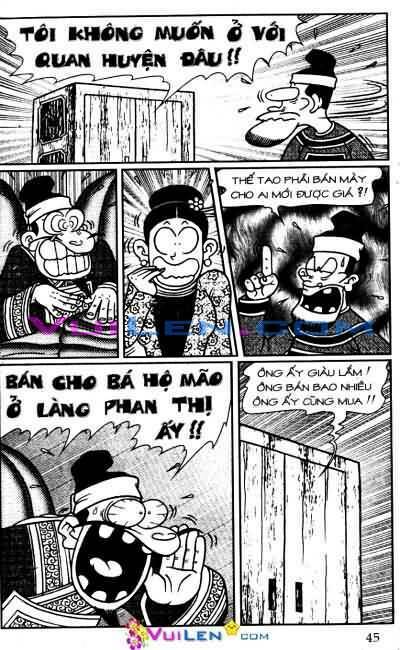 TÔI KHÔNG MUỐN Ở VỚI
QUAN HUYỆN ĐÂU!!
THẾ TAO PHẢI BÁN MÀY
CHO AI MỚI ĐƯỢC GIÁ?!
VUILEN.COM
BÁN CHO BÁ HỘ MÃO
Ở LÀNG PHAN THỊ
ẤY!!
ÔNG ẤY GIÀU LẮM!
ÔNG BÁN BAO NHIÊU
ÔNG ẤY CŨNG MUA!!
45
VUILEN.COM